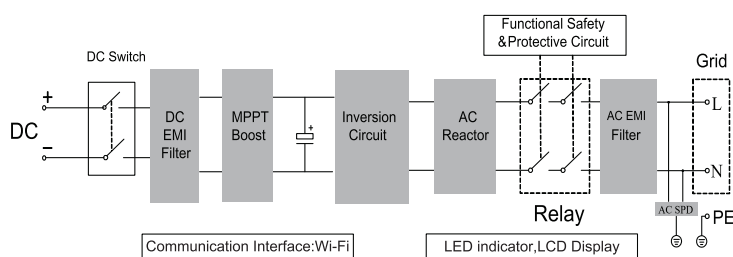 Functional Safety
&Protective Circuit
DC Switch
Grid
+
DC
−
DC
EMI
Filter
MPPT
Boost
+
Inversion
Circuit
AC
Reactor
AC EMI
Filter
L
N
AC SPD
PE
Relay
Communication Interface:Wi-Fi
LED indicator,LCD Display